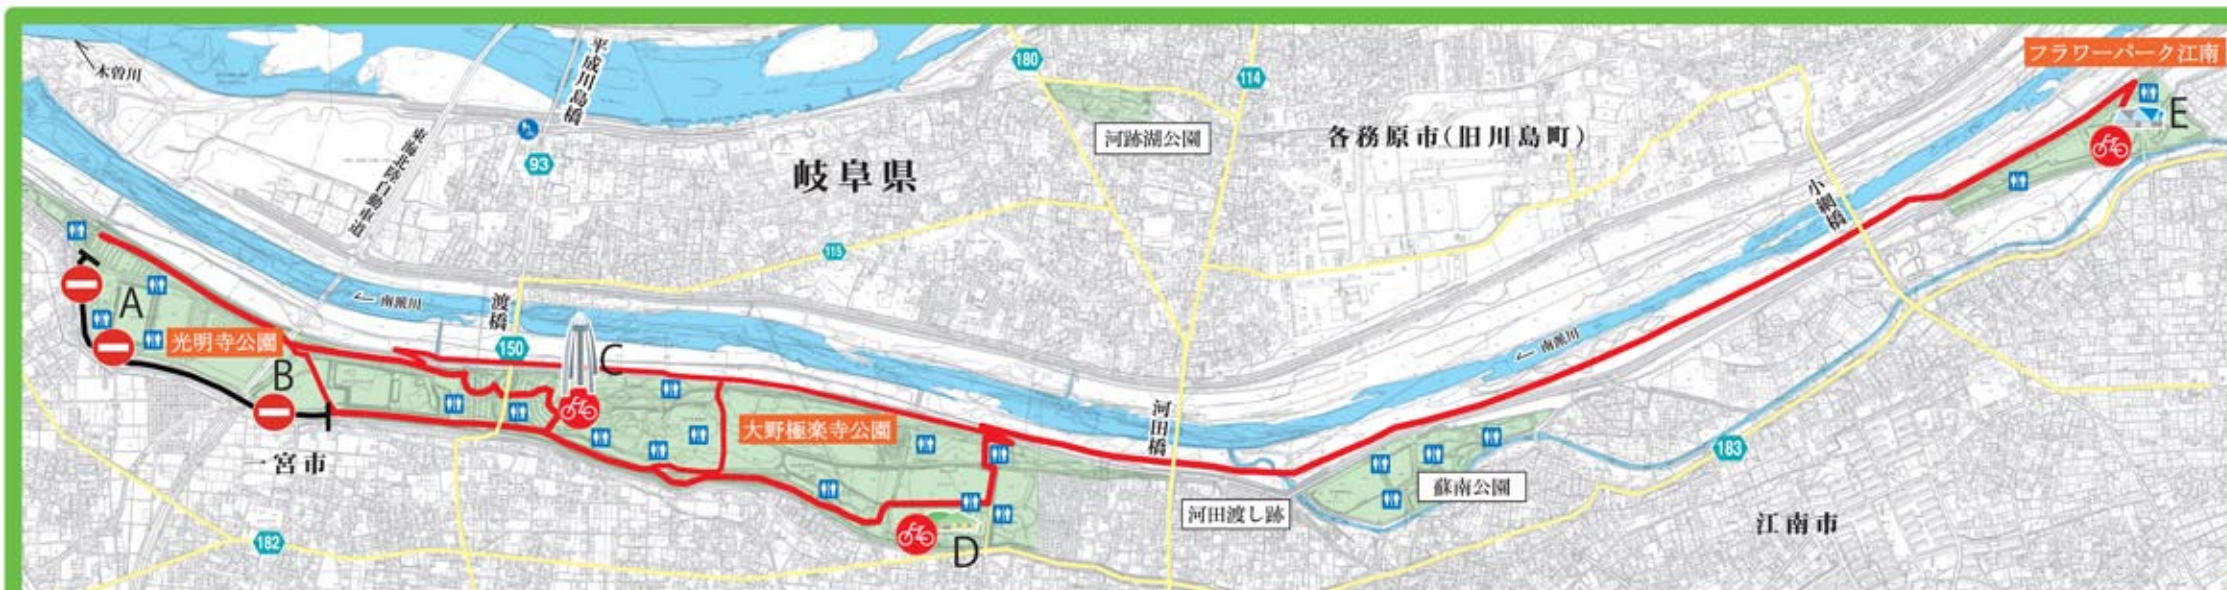 フラワーパーク江南
木曽川
平成川島橋
180
114
E
東海北陸自動車道
93
河跡湖公園
各務原市(旧川島町)
岐阜県
小網橋
115
A
南派川
渡橋
150
光明寺公園
C
南派川
B
大野極楽寺公園
河田橋
一宮市
183
蘇南公園
河田渡し跡
江南市
182
D